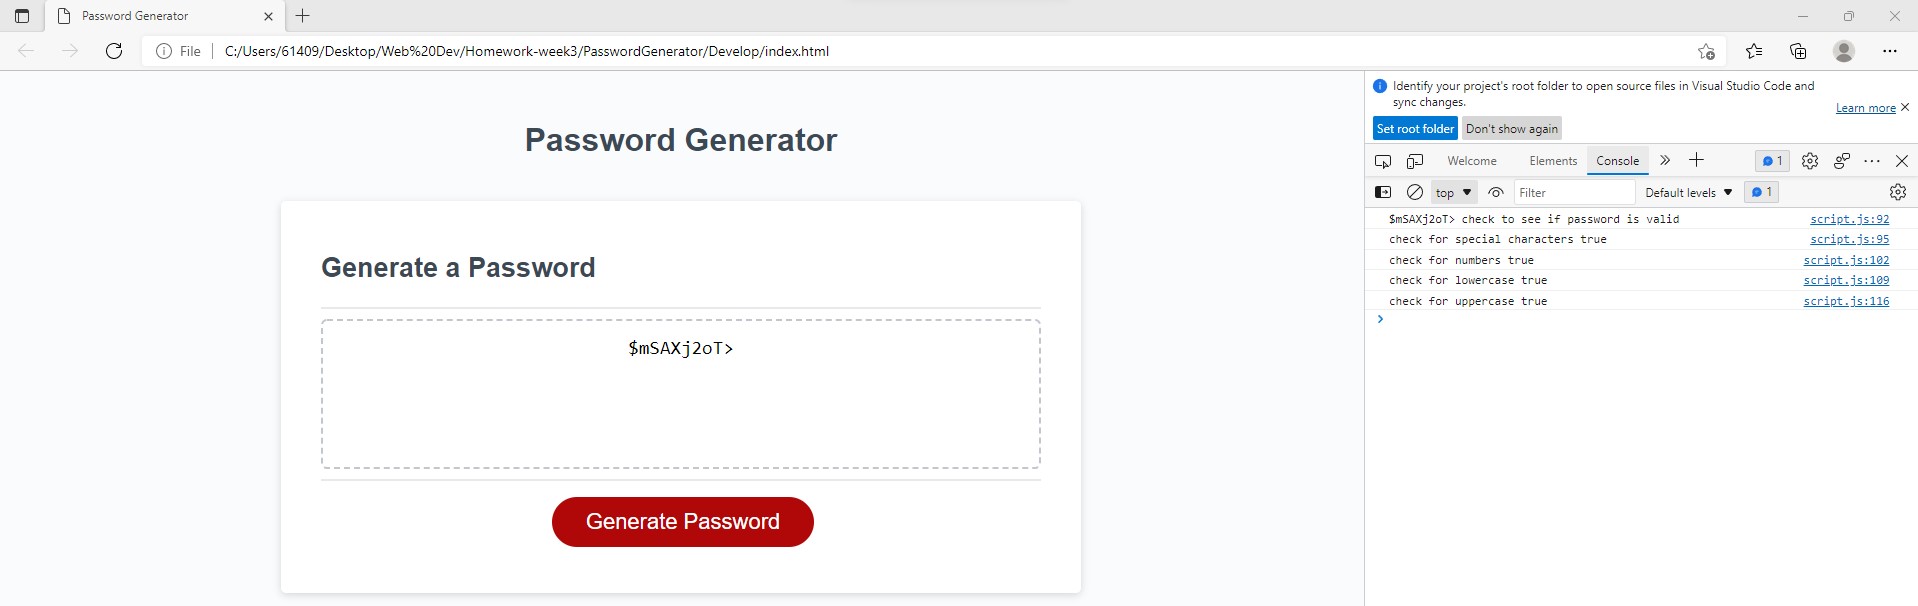 Password Generator
File
C:/Users/61409/Desktop/Web%20Dev/Homework-week3/PasswordGenerator/Develop/index.html
Password Generator
Generate a Password
$mSAXj2oT>
Generate Password
Identify your project's root folder to open source files in Visual Studio Code and
sync changes.
Learn more
Set root folder Don't show again
Welcome Elements Console 1
top Filter Default levels 1
$mSAXj2oT> check to see if password is valid script.js:92
check for special characters true script.js:95
check for numbers true script.js:102
check for lowercase true script.js:109
check for uppercase true script.js:116